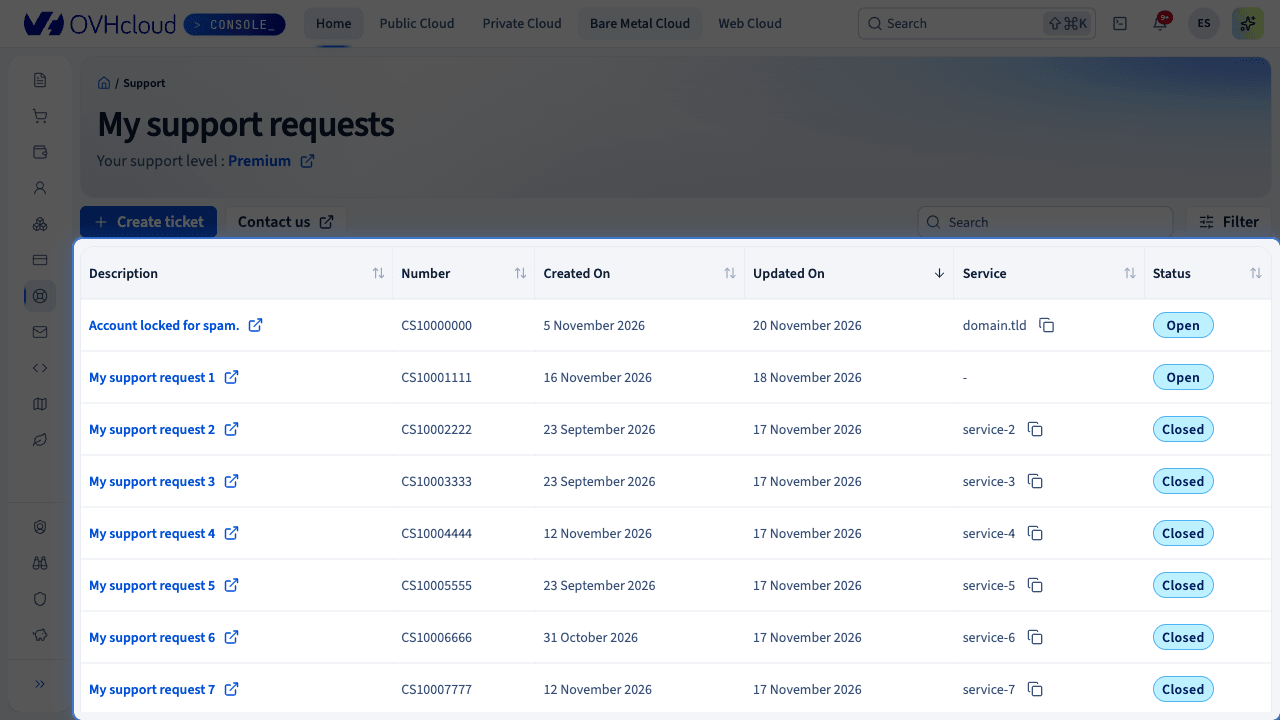 OVHcloud > CONSOLE_ Home Public Cloud Private Cloud Bare Metal Cloud Web Cloud Search ⇧⌘K 9+ ES
/ Support
My support requests
Your support level : Premium
+ Create ticket Contact us Search Filter
Description Number Created On Updated On Service Status
Account locked for spam. CS10000000 5 November 2026 20 November 2026 domain.tld Open
My support request 1 CS10001111 16 November 2026 18 November 2026 - Open
My support request 2 CS10002222 23 September 2026 17 November 2026 service-2 Closed
My support request 3 CS10003333 23 September 2026 17 November 2026 service-3 Closed
My support request 4 CS10004444 12 November 2026 17 November 2026 service-4 Closed
My support request 5 CS10005555 23 September 2026 17 November 2026 service-5 Closed
My support request 6 CS10006666 31 October 2026 17 November 2026 service-6 Closed
My support request 7 CS10007777 12 November 2026 17 November 2026 service-7 Closed